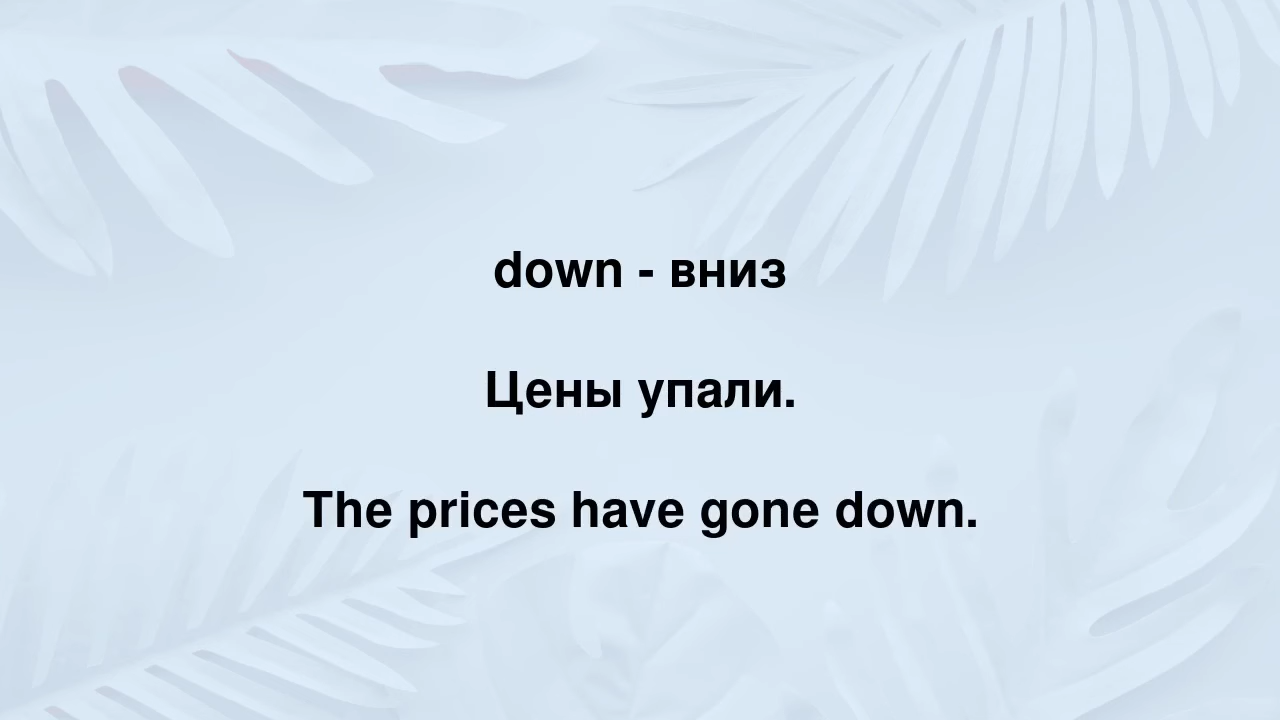 down - вниз
Цены упали.
The prices have gone down.